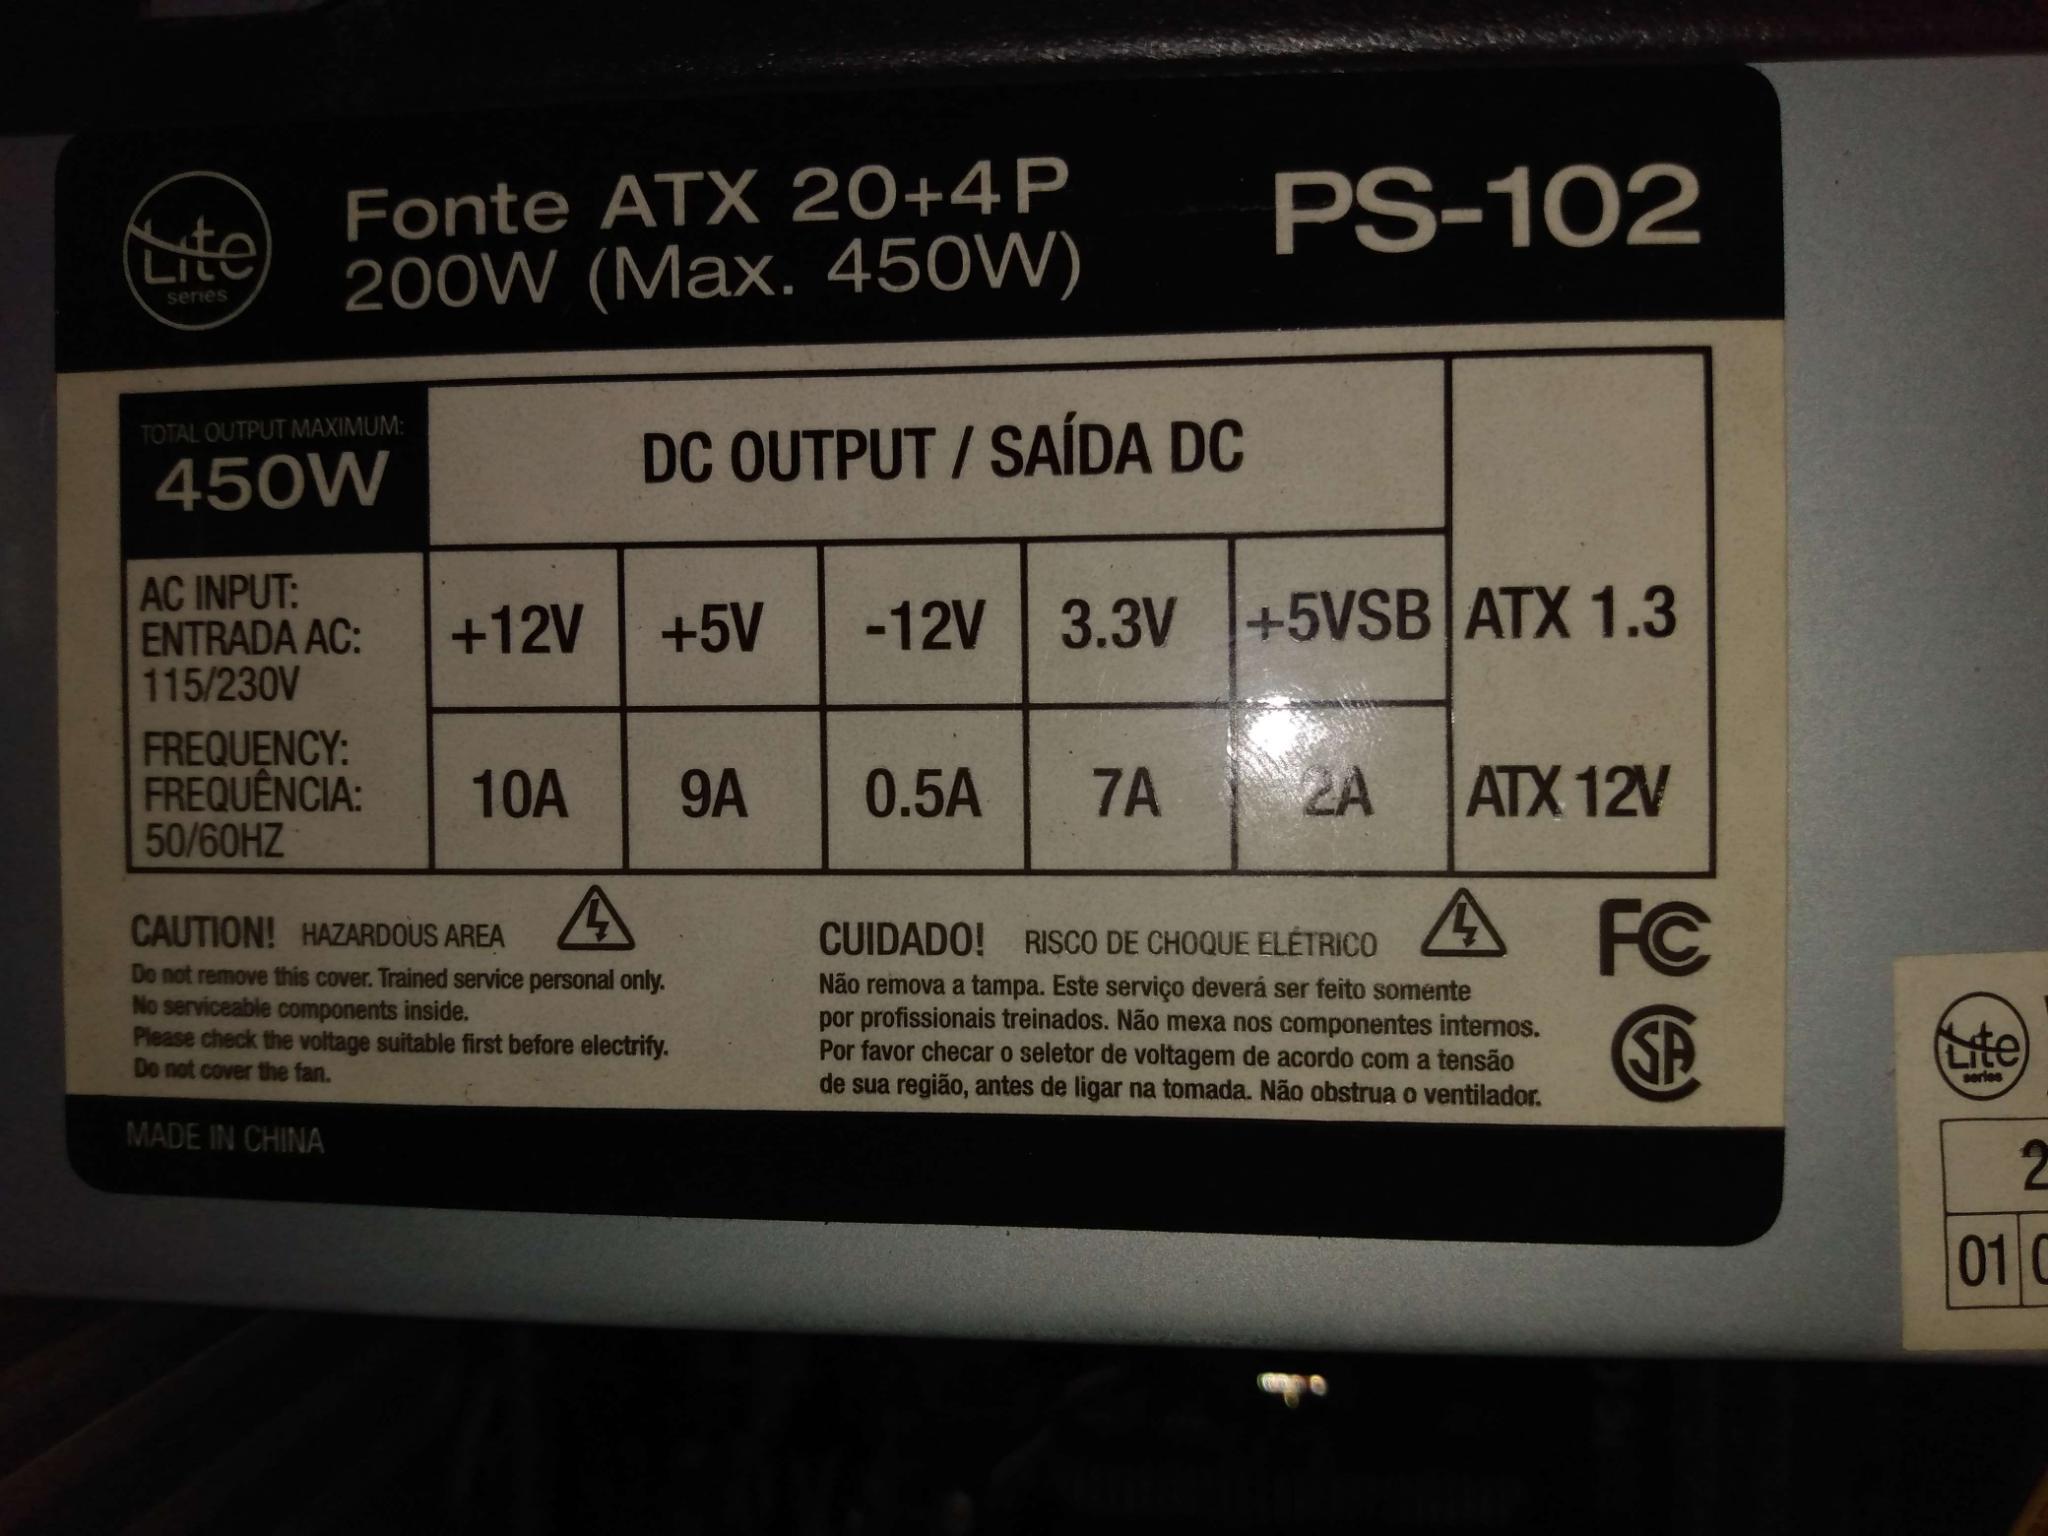 Lite
series
Fonte ATX 20+4P
200W (Max. 450W)
PS-102
TOTAL OUTPUT MAXIMUM:
450W
DC OUTPUT / SAÍDA DC
AC INPUT:
ENTRADA AC:
115/230V
FREQUENCY:
FREQUÊNCIA:
50/60HZ
+12V +5V -12V 3.3V +5VSB
10A 9A 0.5A 7A 2A
ATX 1.3
ATX 12V
CAUTION! HAZARDOUS AREA
Do not remove this cover. Trained service personal only.
No serviceable components inside.
Please check the voltage suitable first before electrify.
Do not cover the fan.
CUIDADO! RISCO DE CHOQUE ELÉTRICO
Não remova a tampa. Este serviço deverá ser feito somente
por profissionais treinados. Não mexa nos componentes internos.
Por favor checar o seletor de voltagem de acordo com a tensão
de sua região, antes de ligar na tomada. Não obstrua o ventilador.
FC
SA
MADE IN CHINA
Lite
series
2
01